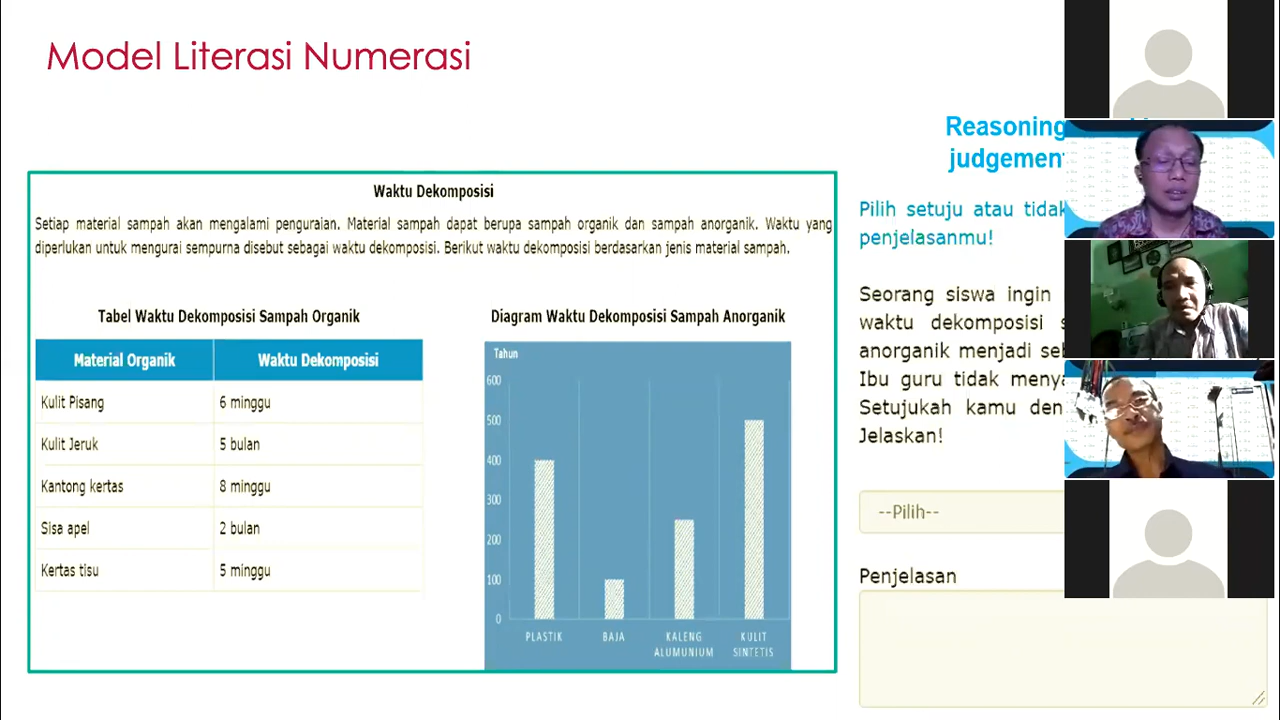 Model Literasi Numerasi
Reasoning
judgement
Waktu Dekomposisi
Setiap material sampah akan mengalami penguraian. Material sampah dapat berupa sampah organik dan sampah anorganik. Waktu yang
diperlukan untuk mengurai sempurna disebut sebagai waktu dekomposisi. Berikut waktu dekomposisi berdasarkan jenis material sampah.
Tabel Waktu Dekomposisi Sampah Organik
Material Organik Waktu Dekomposisi
Kulit Pisang 6 minggu
Kulit Jeruk 5 bulan
Kantong kertas 8 minggu
Sisa apel 2 bulan
Kertas tisu 5 minggu
Diagram Waktu Dekomposisi Sampah Anorganik
Tahun
600
500
400
300
200
100
0
PLASTIK BAJA KALENG ALUMUNIUM KULIT SINTETIS
Pilih setuju atau tidak
penjelasanmu!
Seorang siswa ingin
waktu dekomposisi
anorganik menjadi
Ibu guru tidak
Setujukah kamu
Jelaskan!
--Pilih--
Penjelasan